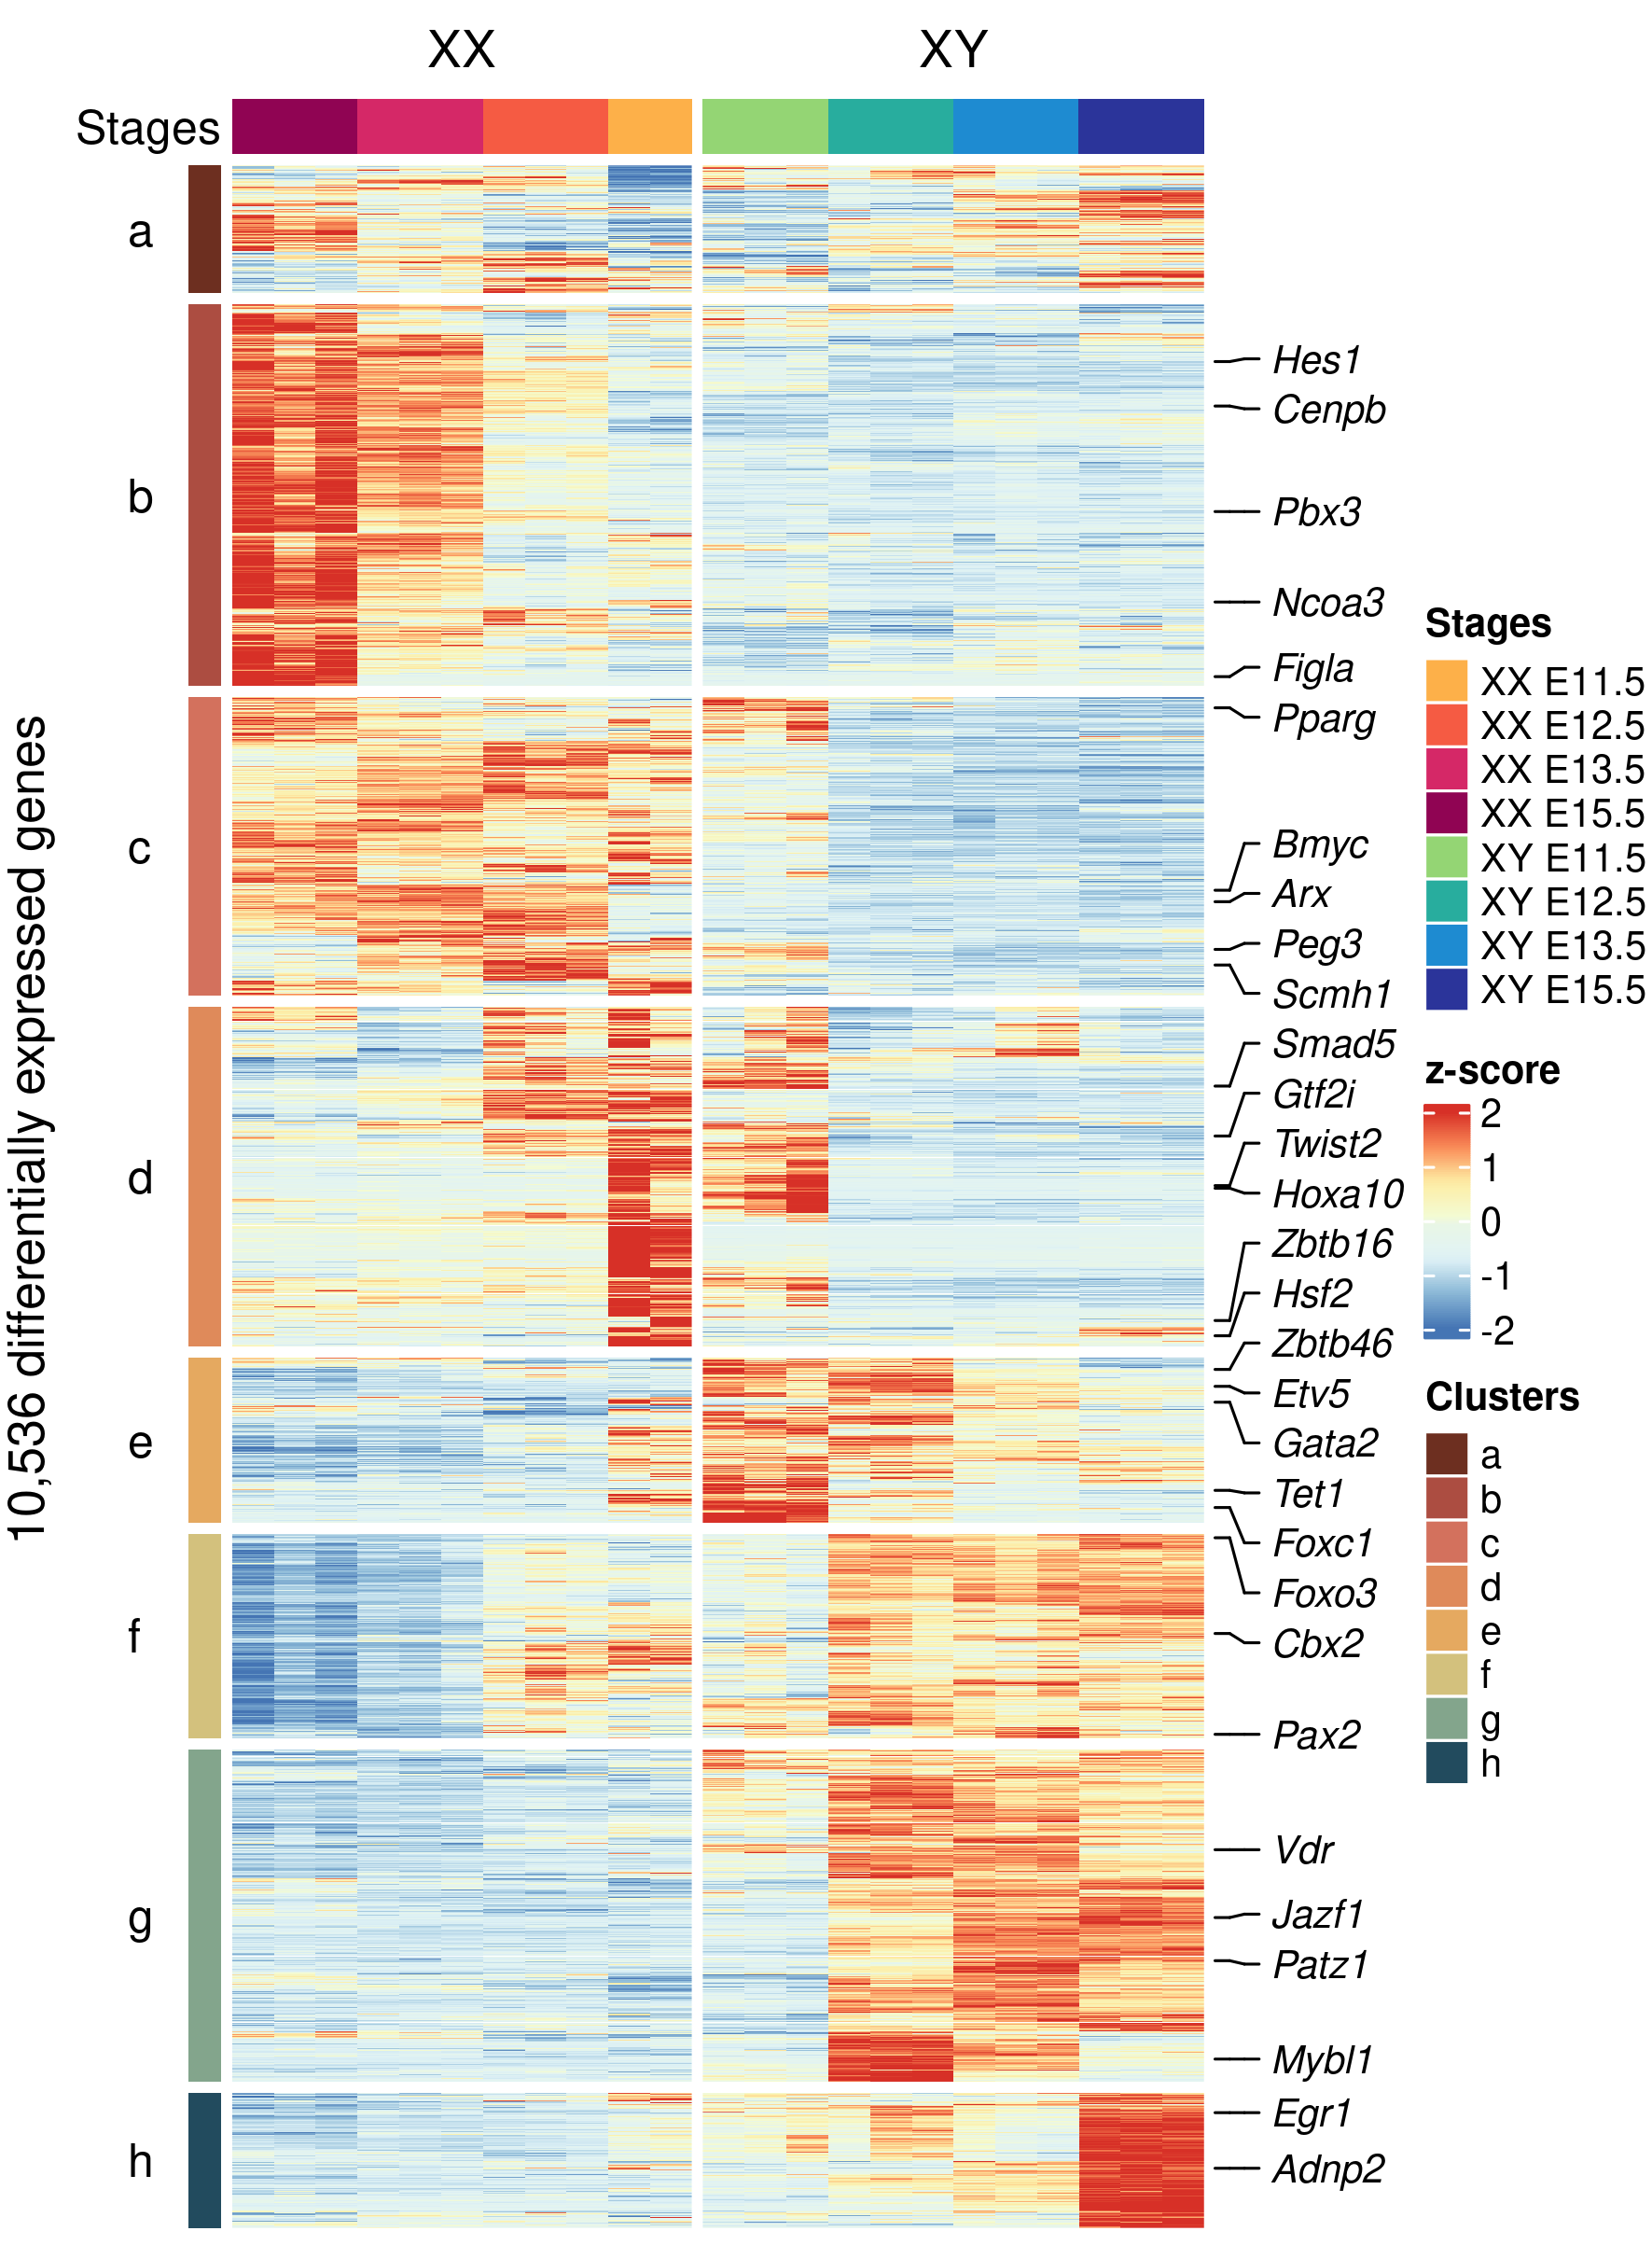 XX
XY
Stages
a
b
c
d
e
f
g
h
10,536 differentially expressed genes
Hes1
Cenpb
Pbx3
Ncoa3
Figla
Pparg
Bmyc
Arx
Peg3
Scmh1
Smad5
Gtf2i
Twist2
Hoxa10
Zbtb16
Hsf2
Zbtb46
Etv5
Gata2
Tet1
Foxc1
Foxo3
Cbx2
Pax2
Vdr
Jazf1
Patz1
Mybl1
Egr1
Adnp2
Stages
XX E11.5
XX E12.5
XX E13.5
XX E15.5
XY E11.5
XY E12.5
XY E13.5
XY E15.5
z-score
2
1
0
-1
-2
Clusters
a
b
c
d
e
f
g
h